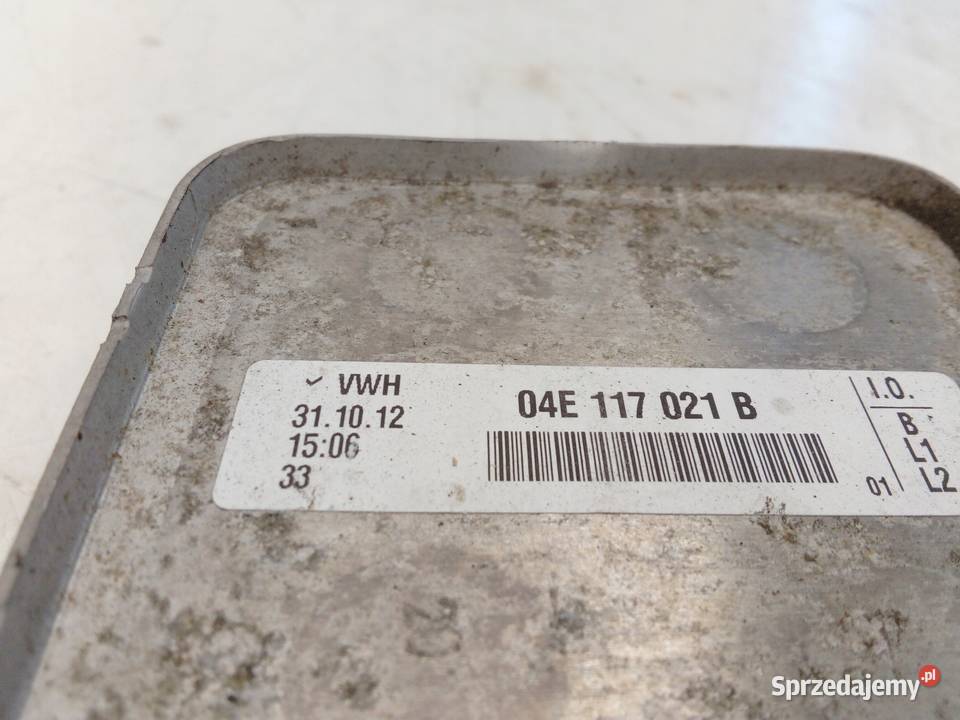 VWH
31.10.12
15:06
33
04E 117 021 B
01
I.O.
B
L1
L2
Sprzedajemy.pl